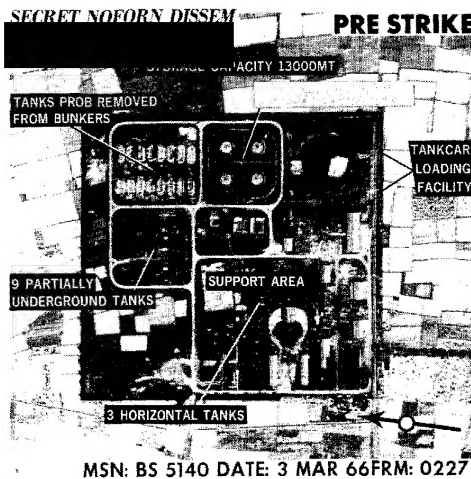 SECRET NOFORN DISSEM
PRE STRIKE
STORAGE CAPACITY 13000MT
TANKS PROB REMOVED
FROM BUNKERS
TANKCAR
LOADING
FACILITY
9 PARTIALLY
UNDERGROUND TANKS
SUPPORT AREA
3 HORIZONTAL TANKS
MSN: BS 5140 DATE: 3 MAR 66FRM: 0227